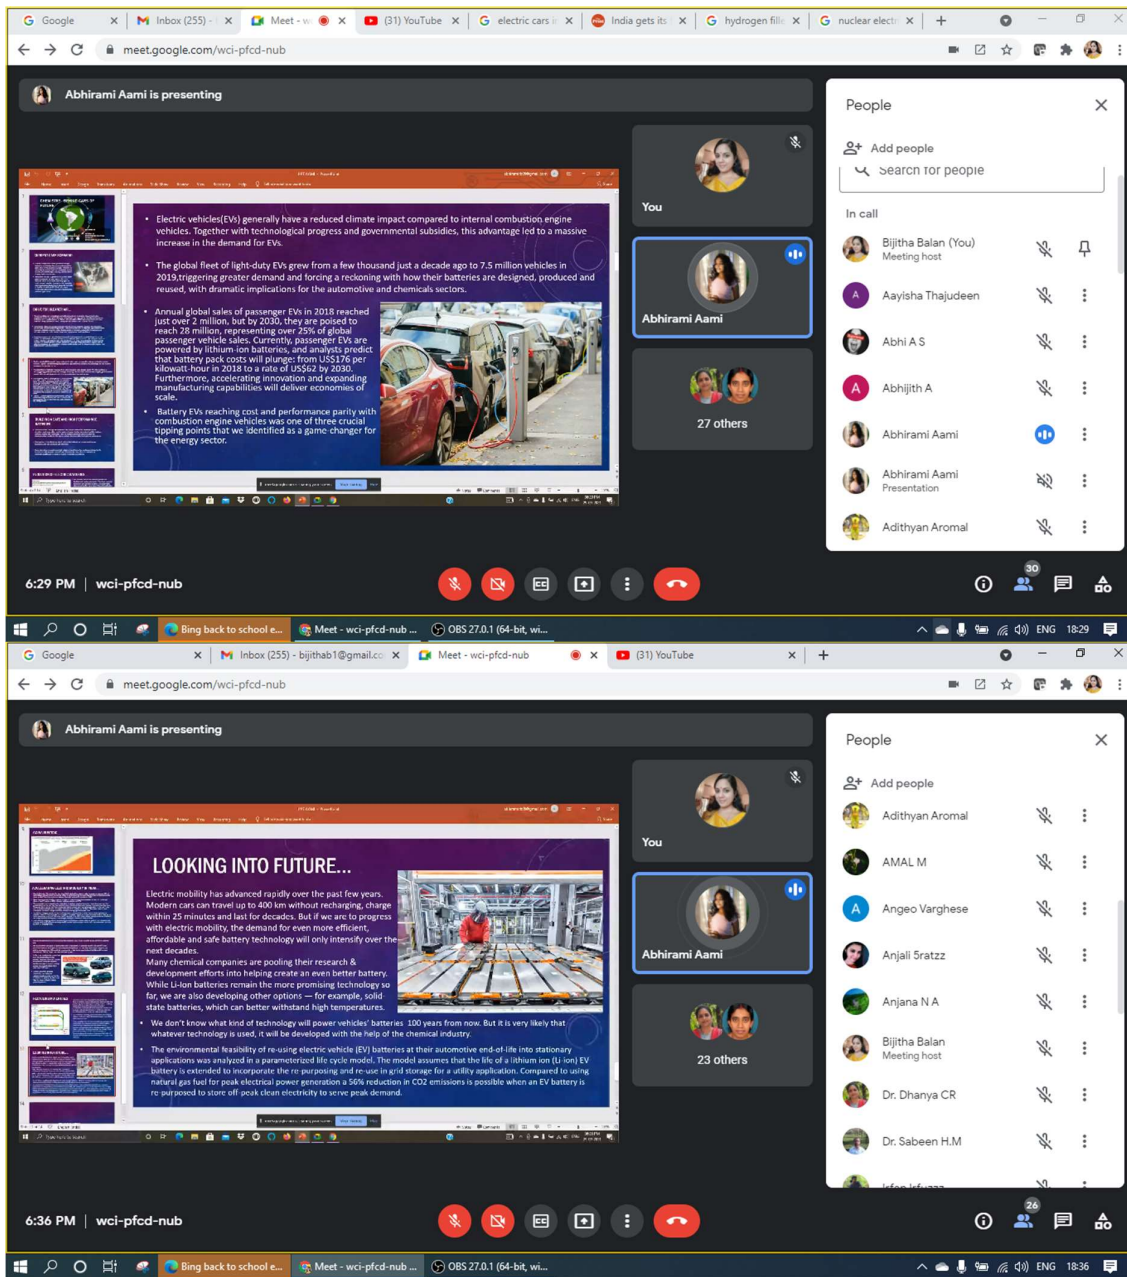 Google
Inbox (255) -
Meet - wc
(31) YouTube
electric cars i
India gets its
hydrogen fille
nuclear electr
meet.google.com/wci-pfcd-nub
Abhirami Aami is presenting
• Electric vehicles(EVs) generally have a reduced climate impact compared to internal combustion engine
vehicles. Together with technological progress and governmental subsidies, this advantage led to a massive
increase in the demand for EVs.
• The global fleet of light-duty EVs grew from a few thousand just a decade ago to 7.5 million vehicles in
2019,triggering greater demand and forcing a reckoning with how their batteries are designed, produced and
reused, with dramatic implications for the automotive and chemicals sectors.
• Annual global sales of passenger EVs in 2018 reached
just over 2 million, but by 2030, they are poised to
reach 28 million, representing over 25% of global
passenger vehicle sales. Currently, passenger EVs are
powered by lithium-ion batteries, and analysts predict
that battery pack costs will plunge: from US$176 per
kilowatt-hour in 2018 to a rate of US$62 by 2030.
Furthermore, accelerating innovation and expanding
manufacturing capabilities will deliver economies of
scale.
• Battery EVs reaching cost and performance parity with
combustion engine vehicles was one of three crucial
tipping points that we identified as a game-changer for
the energy sector.
You
Abhirami Aami
27 others
People
Add people
Search for people
In call
Bijitha Balan (You)
Meeting host
Aayisha Thajudeen
Abhi A S
Abhijith A
Abhirami Aami
Abhirami Aami
Presentation
Adithyan Aromal
6:29 PM | wci-pfcd-nub
30
Bing back to school e...
Meet - wci-pfcd-nub ...
OBS 27.0.1 (64-bit, wi...
ENG 18:29
Google
Inbox (255) - bijithab1@gmail.co
Meet - wci-pfcd-nub
(31) YouTube
meet.google.com/wci-pfcd-nub
Abhirami Aami is presenting
LOOKING INTO FUTURE...
Electric mobility has advanced rapidly over the past few years.
Modern cars can travel up to 400 km without recharging, charge
within 25 minutes and last for decades. But if we are to progress
with electric mobility, the demand for even more efficient,
affordable and safe battery technology will only intensify over the
next decades.
Many chemical companies are pooling their research &
development efforts into helping create an even better battery.
While Li-Ion batteries remain the more promising technology so
far, we are also developing other options — for example, solid-
state batteries, which can better withstand high temperatures.
• We don't know what kind of technology will power vehicles' batteries 100 years from now. But it is very likely that
whatever technology is used, it will be developed with the help of the chemical industry.
• The environmental feasibility of re-using electric vehicle (EV) batteries at their automotive end-of-life into stationary
applications was analyzed in a parameterized life cycle model. The model assumes that the life of a lithium ion (Li-ion) EV
battery is extended to incorporate the re-purposing and re-use in grid storage for a utility application. Compared to using
natural gas fuel for peak electrical power generation a 56% reduction in CO2 emissions is possible when an EV battery is
re-purposed to store off-peak clean electricity to serve peak demand.
You
Abhirami Aami
23 others
People
Add people
Adithyan Aromal
AMAL M
Angeo Varghese
Anjali 5ratzz
Anjana N A
Bijitha Balan
Meeting host
Dr. Dhanya CR
Dr. Sabeen H.M
Irfan Irfuzzz
6:36 PM | wci-pfcd-nub
26
Bing back to school e...
Meet - wci-pfcd-nub ...
OBS 27.0.1 (64-bit, wi...
ENG 18:36